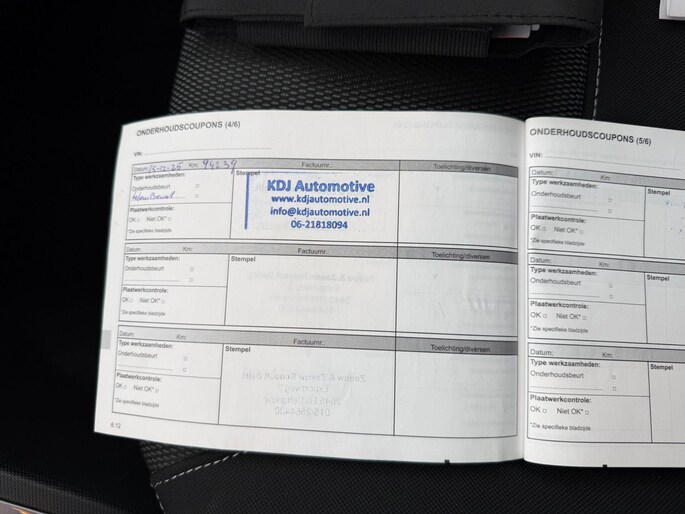 ONDERHOUDSCOUPONS (4/6)
VIN:
Datum: 15-12-25 Km: 94239 Factuurnr.: Toelichting/diversen
Type werkzaamheden: Stempel
Onderhoudsbeurt
KDJ Automotive
www.kdjautomotive.nl
info@kdjautomotive.nl
06-21818094
Plaatwerkcontrole:
OK Niet OK*
*Zie specifieke bladzijde
Datum: Km: Factuurnr.: Toelichting/diversen
Type werkzaamheden: Stempel
Onderhoudsbeurt
Plaatwerkcontrole:
OK Niet OK*
*Zie specifieke bladzijde
Datum: Km: Factuurnr.: Toelichting/diversen
Type werkzaamheden: Stempel
Onderhoudsbeurt
Plaatwerkcontrole:
OK Niet OK*
*Zie specifieke bladzijde
6.12
ONDERHOUDSCOUPONS (5/6)
VIN:
Datum: Km:
Type werkzaamheden: Stempel
Onderhoudsbeurt
Plaatwerkcontrole:
OK Niet OK*
*Zie specifieke bladzijde
Datum: Km:
Type werkzaamheden: Stempel
Onderhoudsbeurt
Plaatwerkcontrole:
OK Niet OK*
*Zie specifieke bladzijde
Datum: Km:
Type werkzaamheden: Stempel
Onderhoudsbeurt
Plaatwerkcontrole:
OK Niet OK*
*Zie specifieke bladzijde